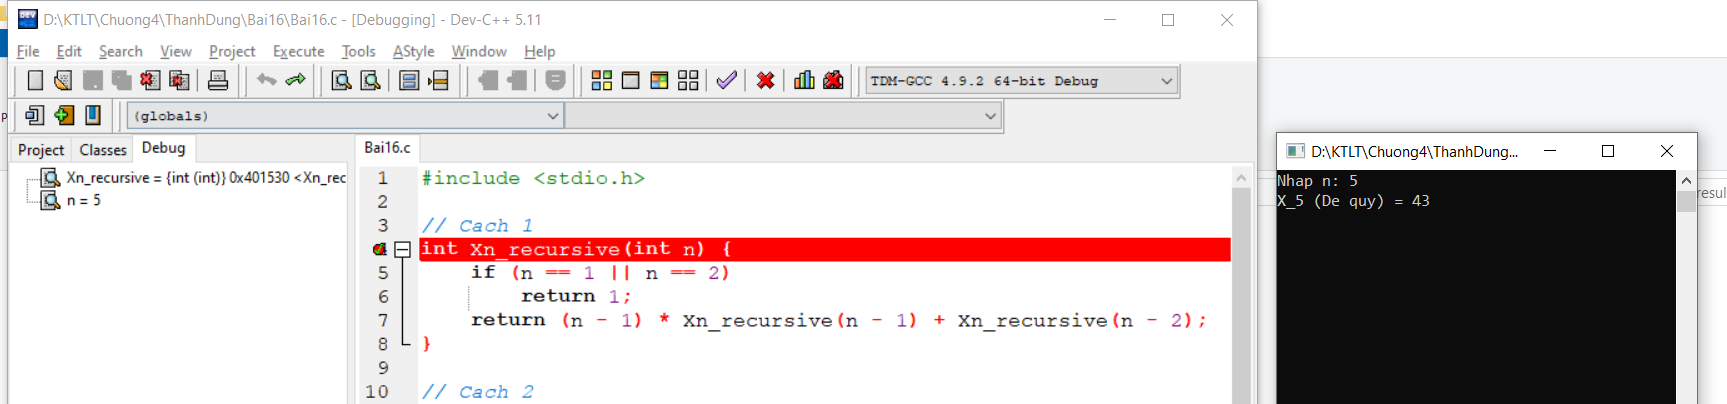 D:\KTLT\Chuong4\ThanhDung\Bai16\Bai16.c - [Debugging] - Dev-C++ 5.11
File Edit Search View Project Execute Tools AStyle Window Help
TDM-GCC 4.9.2 64-bit Debug
(globals)
Project Classes Debug
Xn_recursive = {int (int)} 0x401530 <Xn_rec
n = 5
Bai16.c
1 #include <stdio.h>
2
3 // Cach 1
int Xn_recursive(int n) {
5 if (n == 1 || n == 2)
6 return 1;
7 return (n - 1) * Xn_recursive(n - 1) + Xn_recursive(n - 2);
8 }
9
10 // Cach 2
D:\KTLT\Chuong4\ThanhDung...
Nhap n: 5
X_5 (De quy) = 43
resul